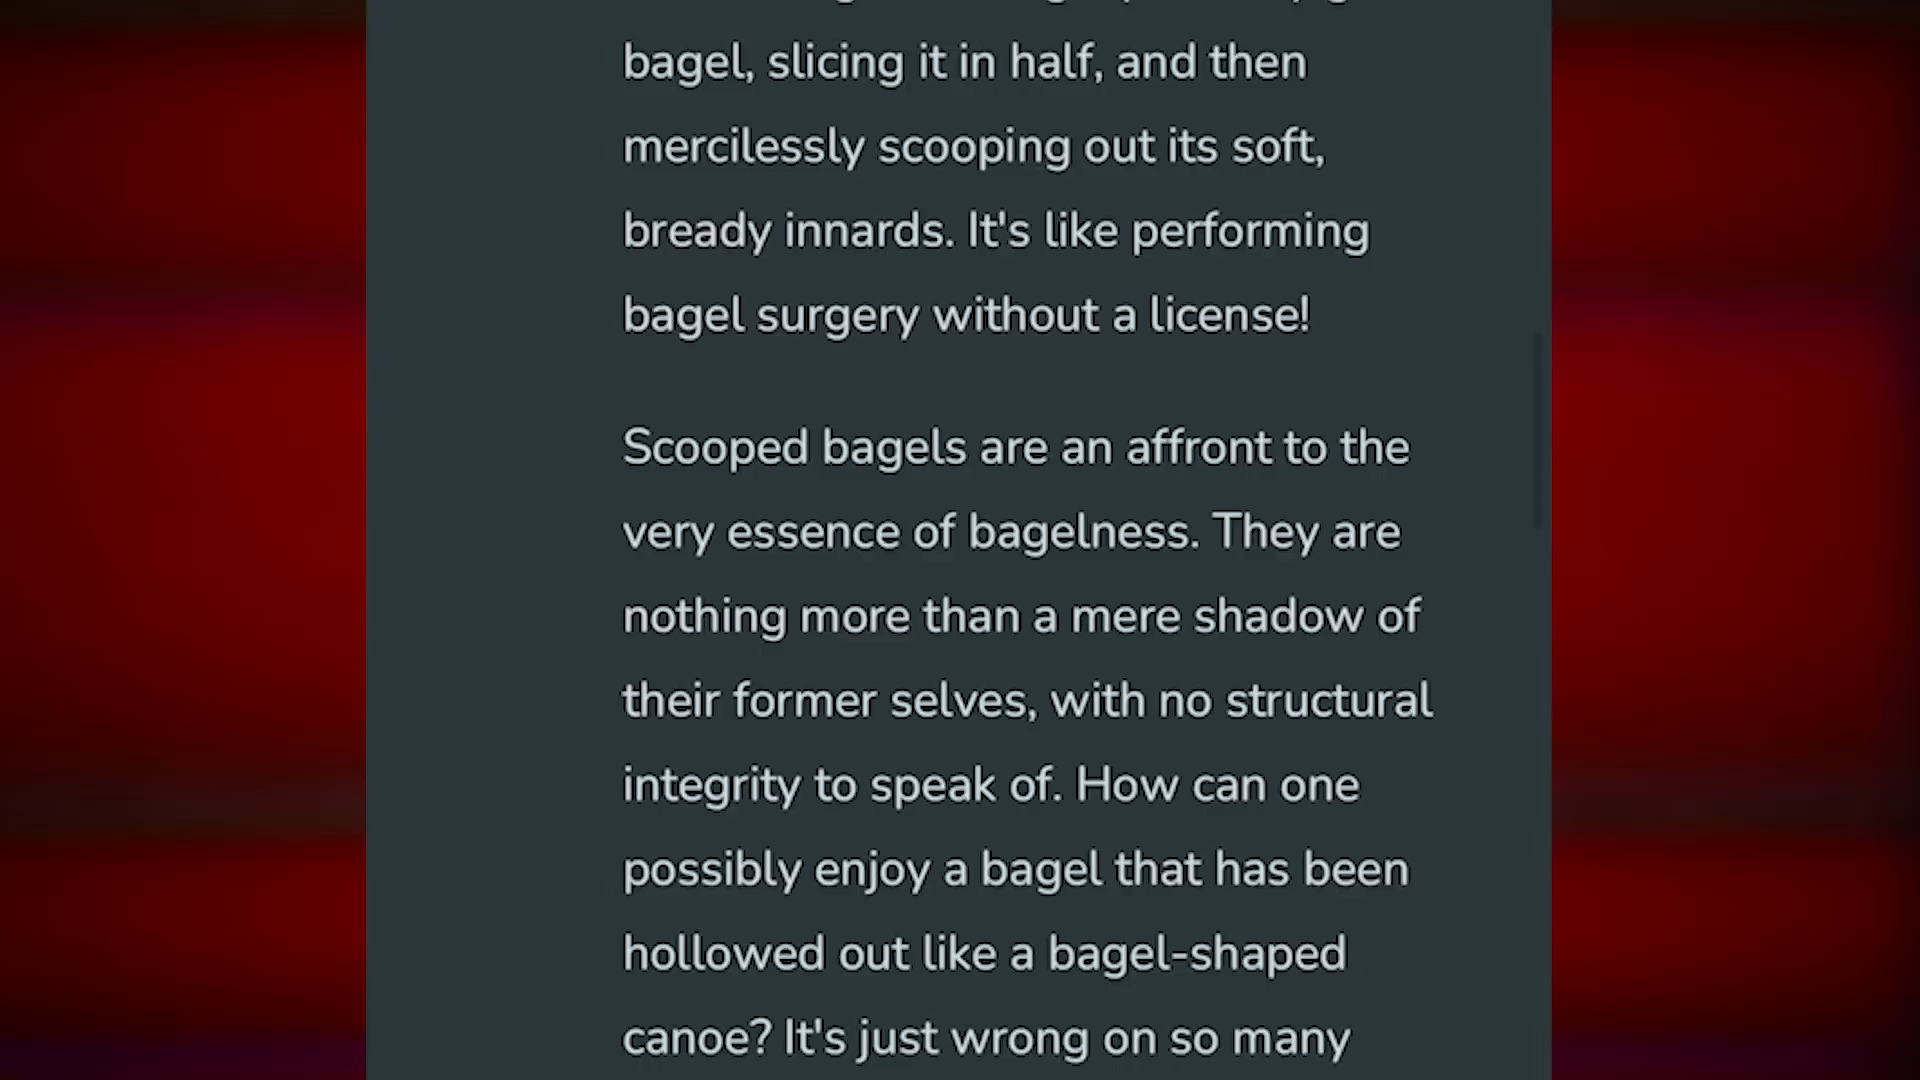 bagel, slicing it in half, and then
mercilessly scooping out its soft,
bready innards. It's like performing
bagel surgery without a license!
Scooped bagels are an affront to the
very essence of bagelness. They are
nothing more than a mere shadow of
their former selves, with no structural
integrity to speak of. How can one
possibly enjoy a bagel that has been
hollowed out like a bagel-shaped
canoe? It's just wrong on so many